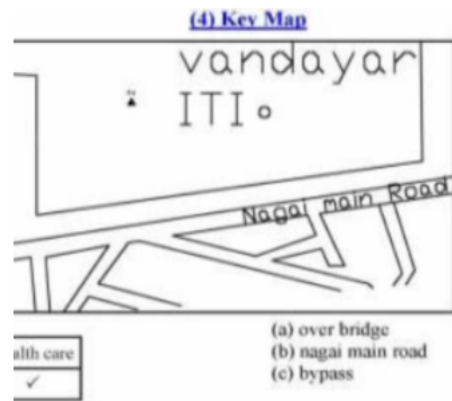 (4) Key Map
vandayar
ITI
N
Nagai main Road
(a) over bridge
(b) nagai main road
(c) bypass
alth care
✓